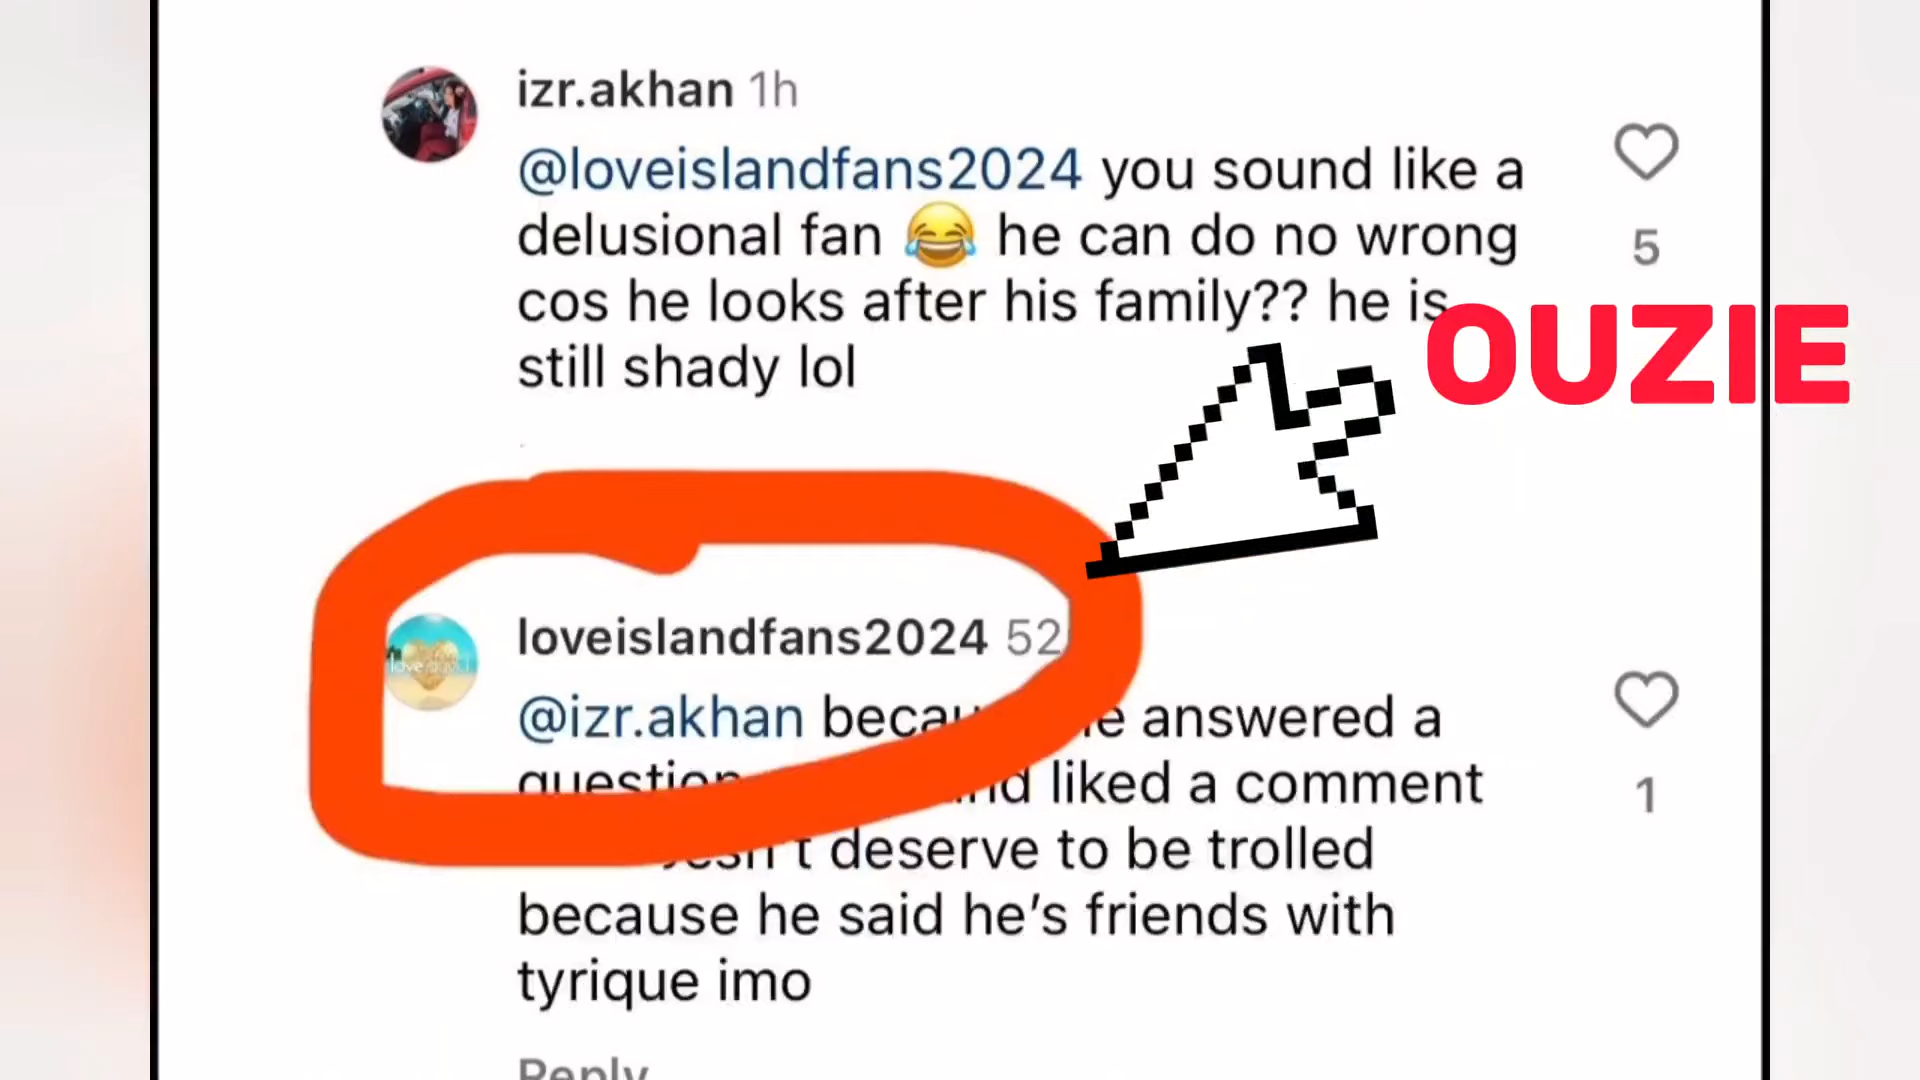 izr.akhan 1h
@loveislandfans2024 you sound like a
delusional fan 😂 he can do no wrong
5
cos he looks after his family?? he is
OUZIE
still shady lol
loveislandfans2024 52
@izr.akhan answered a
question liked a comment
1
deserve to be trolled
because he said he's friends with
tyrique imo
Reply